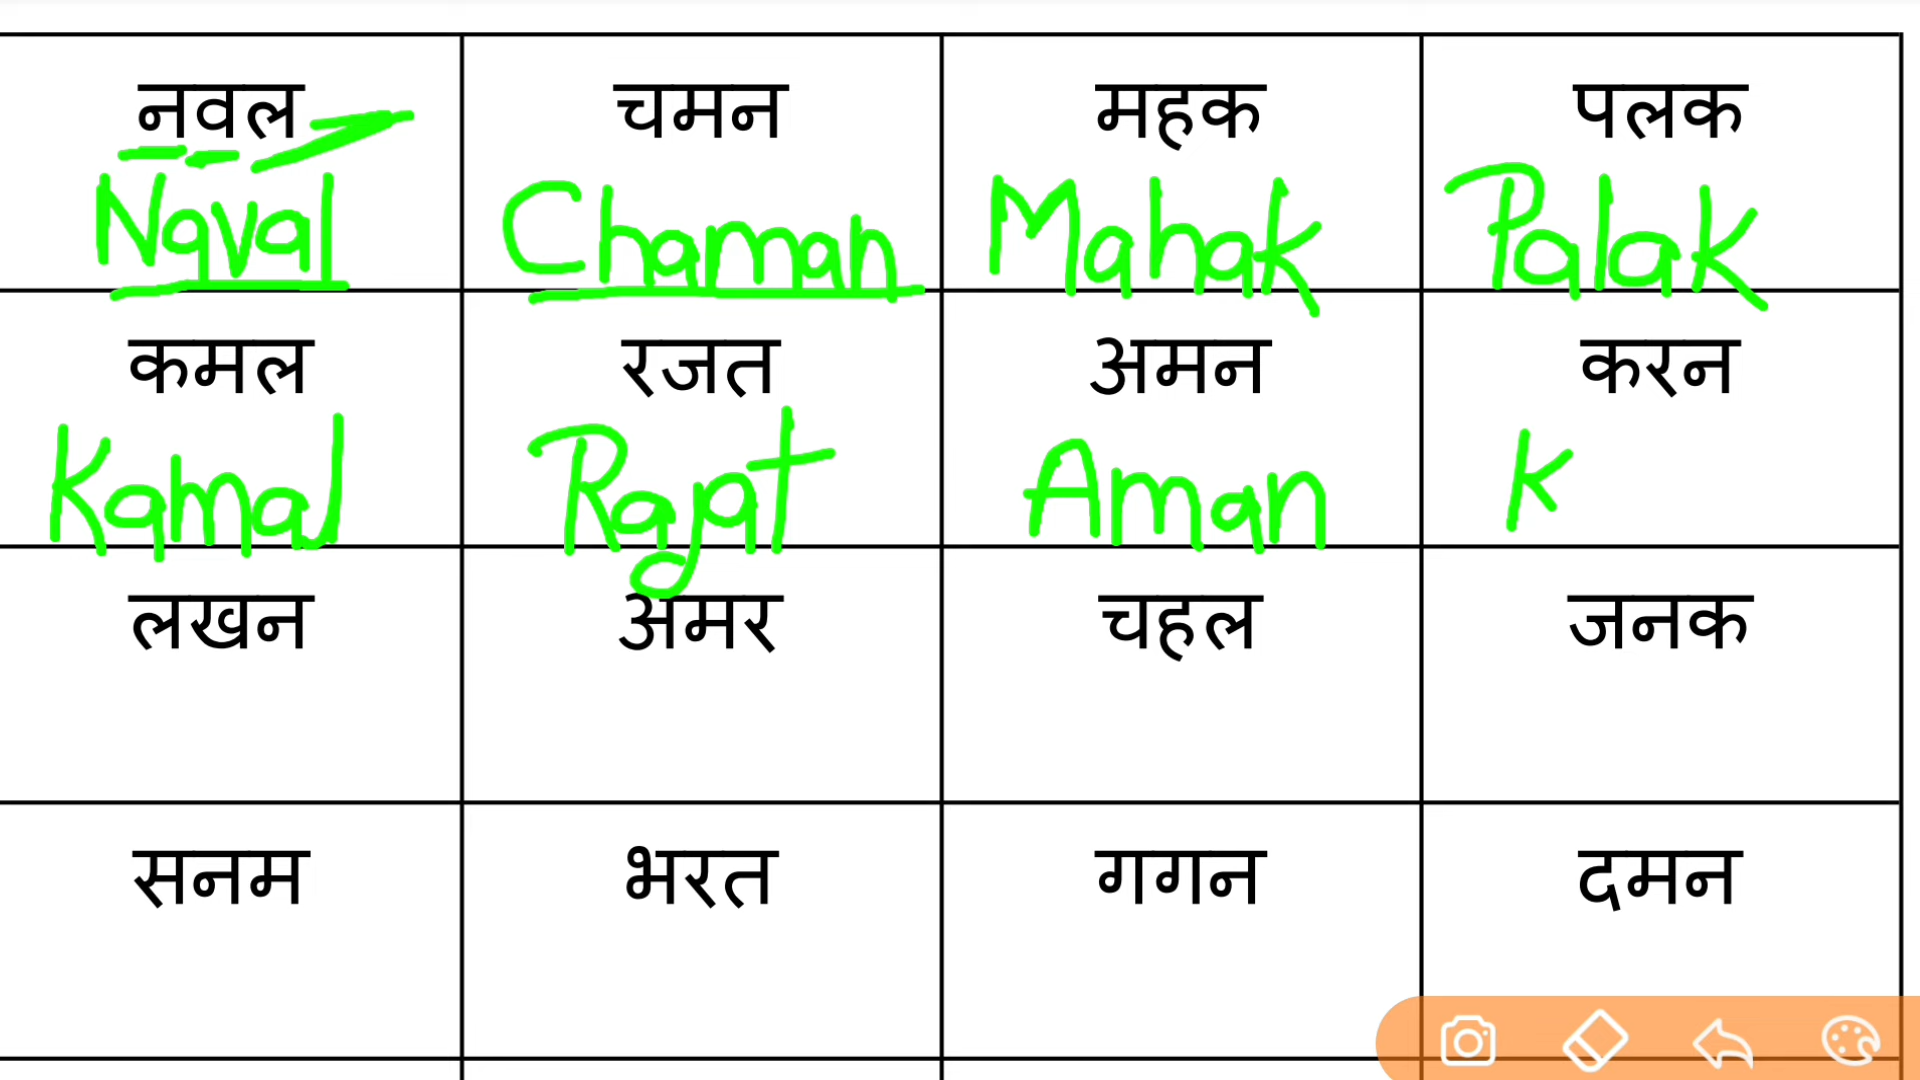 नवल चमन महक पलक
Naval Chaman Mahak Palak
कमल रजत अमन करन
Kamal Rajat Aman K
लखन अमर चहल जनक
सनम भरत गगन दमन